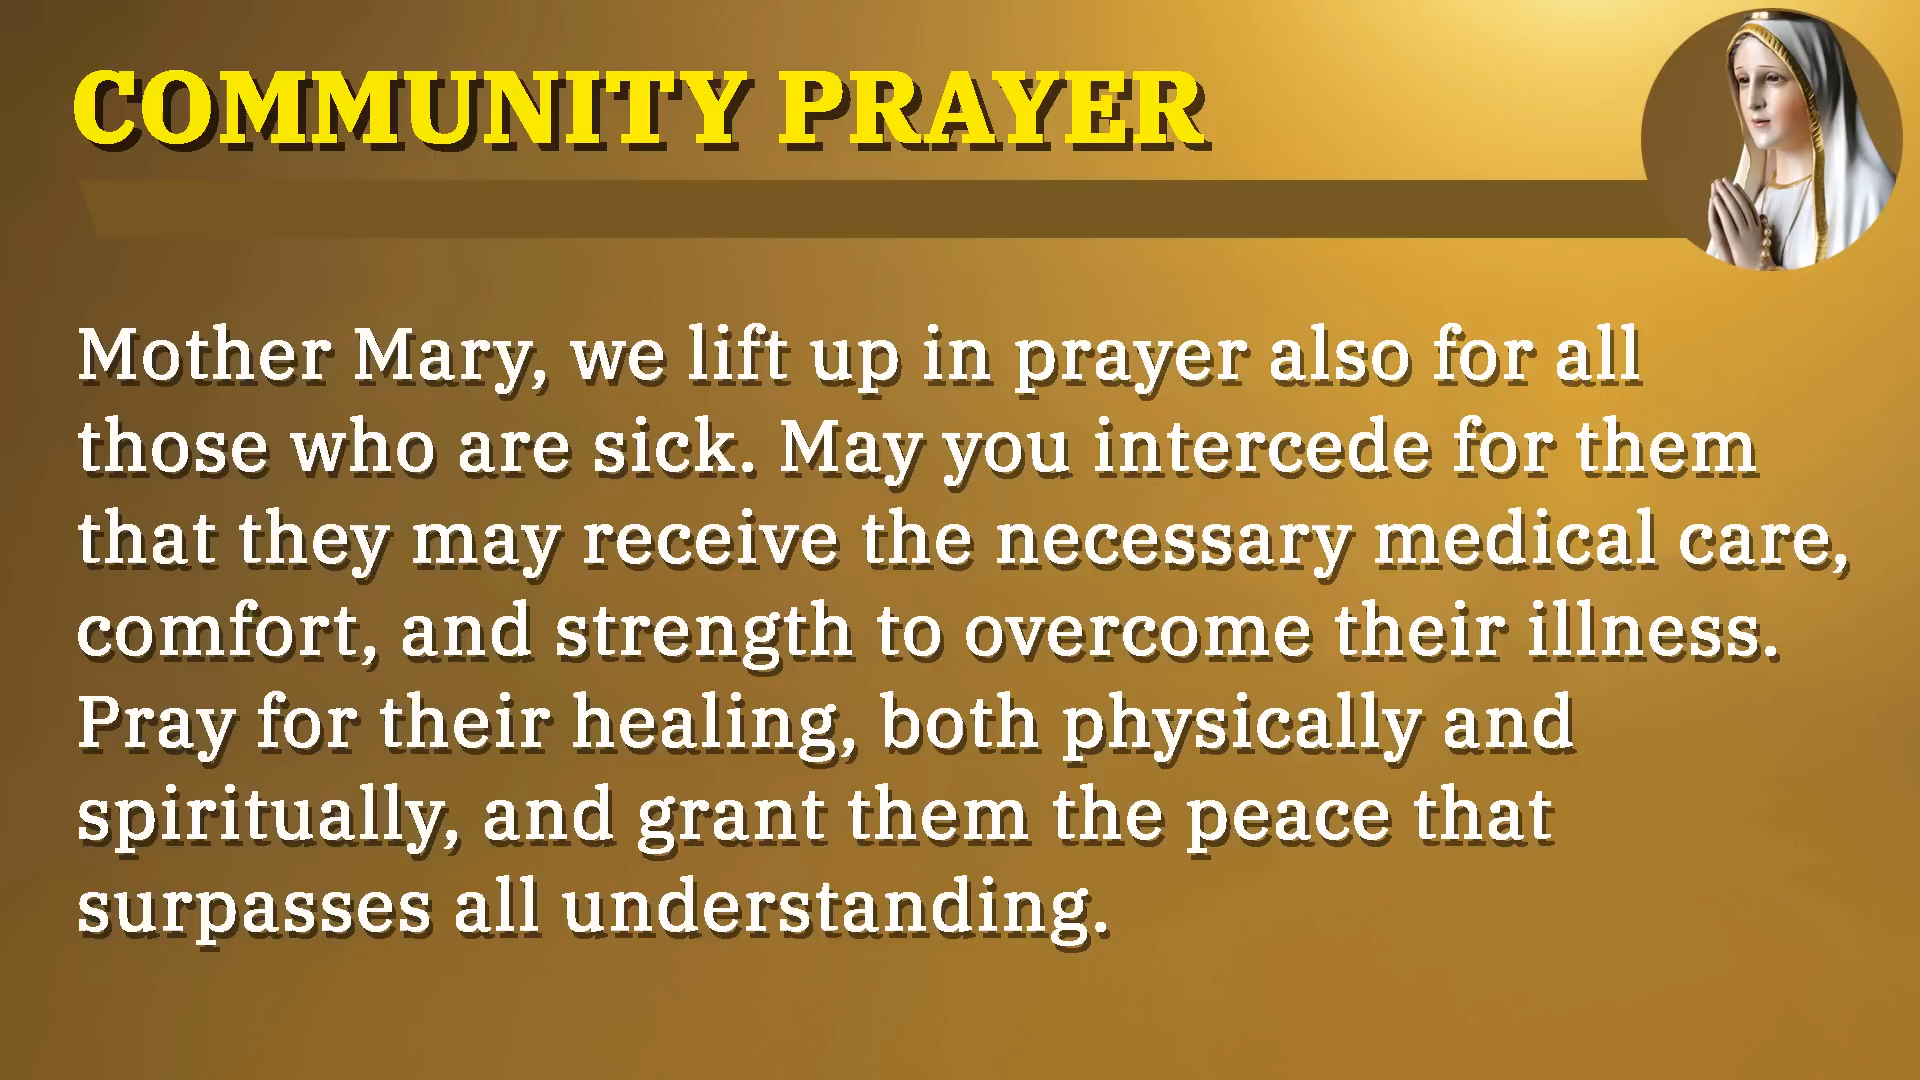 COMMUNITY PRAYER
Mother Mary, we lift up in prayer also for all
those who are sick. May you intercede for them
that they may receive the necessary medical care,
comfort, and strength to overcome their illness.
Pray for their healing, both physically and
spiritually, and grant them the peace that
surpasses all understanding.